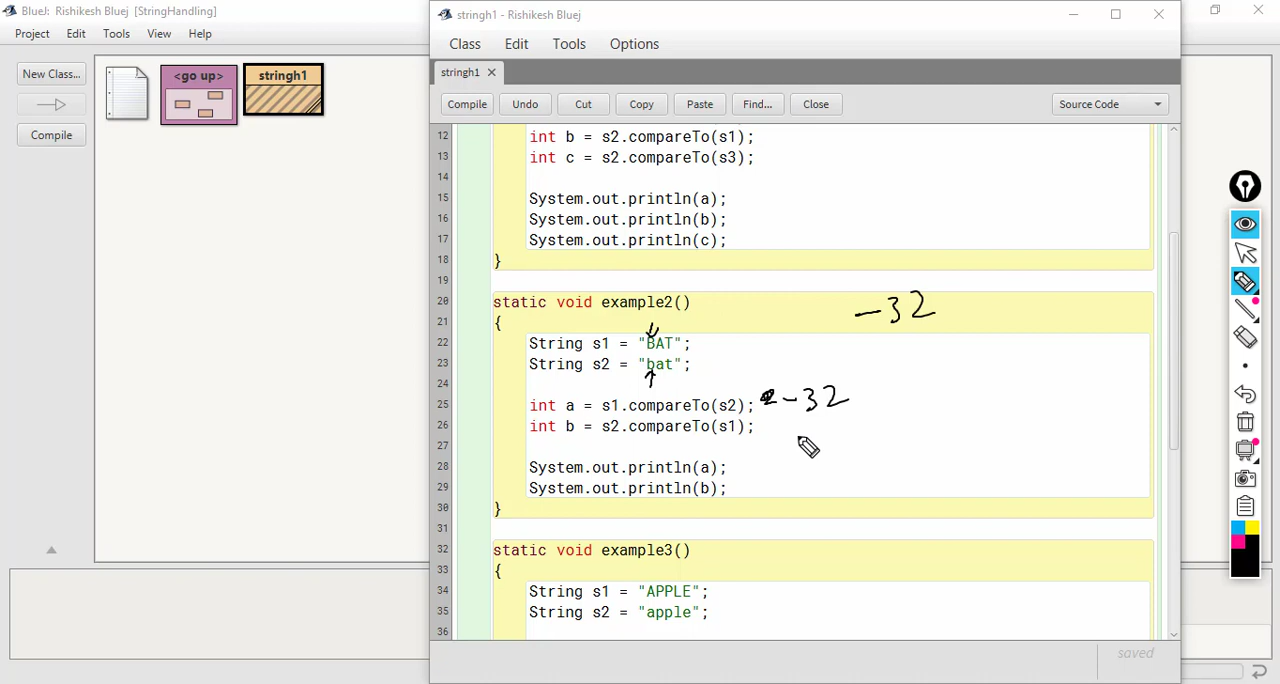 BlueJ: Rishikesh Bluej [StringHandling]
Project Edit Tools View Help
New Class...
Compile
<go up>
stringh1
stringh1 - Rishikesh Bluej
Class Edit Tools Options
stringh1
Compile Undo Cut Copy Paste Find... Close Source Code
12 int b = s2.compareTo(s1);
13 int c = s2.compareTo(s3);
14
15 System.out.println(a);
16 System.out.println(b);
17 System.out.println(c);
18 }
19
20 static void example2() -32
21 {
22 String s1 = "BAT";
23 String s2 = "bat";
24
25 int a = s1.compareTo(s2); -32
26 int b = s2.compareTo(s1);
27
28 System.out.println(a);
29 System.out.println(b);
30 }
31
32 static void example3()
33 {
34 String s1 = "APPLE";
35 String s2 = "apple";
36
saved